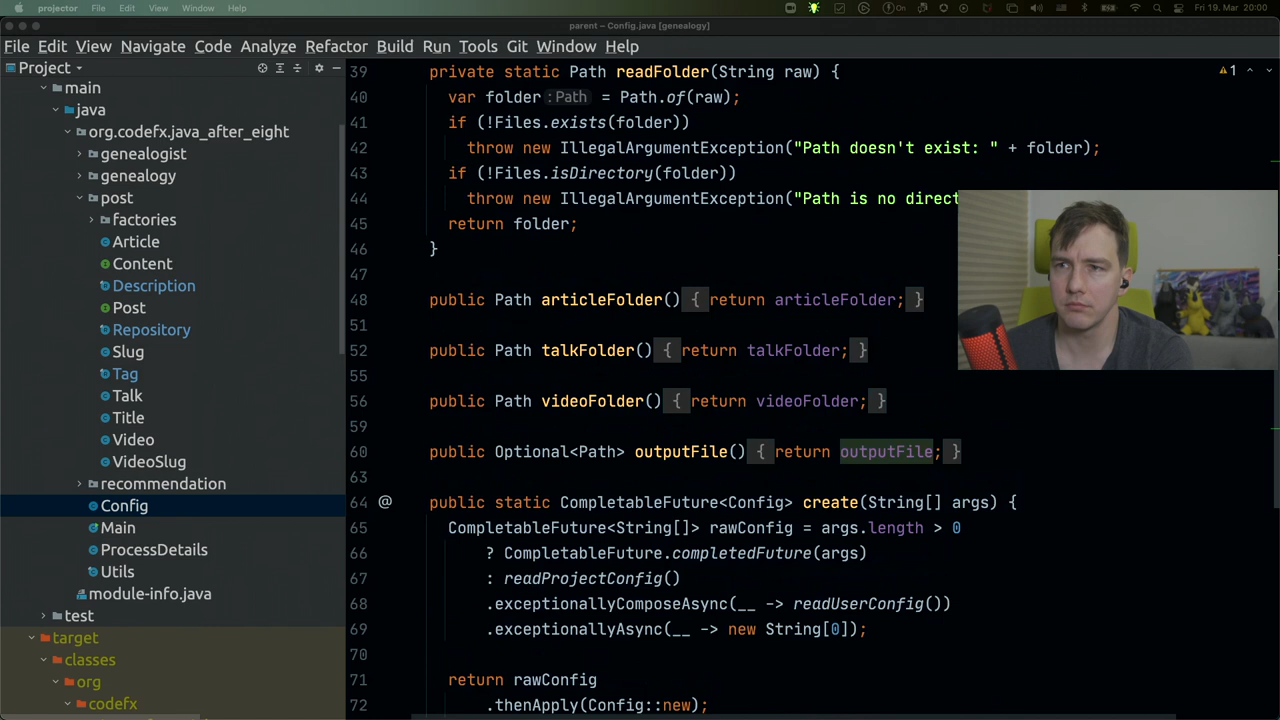 projector Fri Edit View Window Help On Fri 19. Mar 20:00
parent – Config.java [genealogy]
File Edit View Navigate Code Analyze Refactor Build Run Tools Git Window Help
Project
main
java
org.codefx.java_after_eight
genealogist
genealogy
post
factories
Article
Content
Description
Post
Repository
Slug
Tag
Talk
Title
Video
VideoSlug
recommendation
Config
Main
ProcessDetails
Utils
module-info.java
test
target
classes
org
codefx
1
39 private static Path readFolder(String raw) {
40 var folder : Path = Path.of(raw);
41 if (!Files.exists(folder))
42 throw new IllegalArgumentException("Path doesn't exist: " + folder);
43 if (!Files.isDirectory(folder))
44 throw new IllegalArgumentException("Path is no direct
45 return folder;
46 }
47
48 public Path articleFolder() { return articleFolder; }
51
52 public Path talkFolder() { return talkFolder; }
55
56 public Path videoFolder() { return videoFolder; }
59
60 public Optional<Path> outputFile() { return outputFile; }
63
64 @ public static CompletableFuture<Config> create(String[] args) {
65 CompletableFuture<String[]> rawConfig = args.length > 0
66 ? CompletableFuture.completedFuture(args)
67 : readProjectConfig()
68 .exceptionallyComposeAsync(__ -> readUserConfig())
69 .exceptionallyAsync(__ -> new String[0]);
70
71 return rawConfig
72 .thenApply(Config::new);